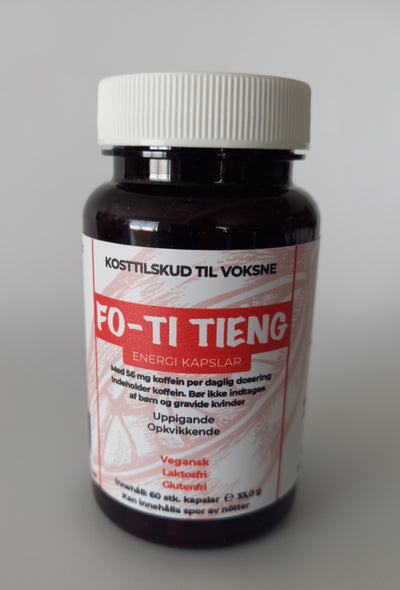 KOSTTILSKUD TIL VOKSNE
FO-TI TIENG
ENERGI KAPSLAR
Med 56 mg koffein per daglig dosering
Indeholder koffein. Bør ikke indtages
af børn og gravide kvinder
Uppigande
Opkvikkende
Vegansk
Laktosfri
Glutenfri
Innehåll: 60 stk. kapslar ℮ 33,0 g
Kan innehålla spor av nötter